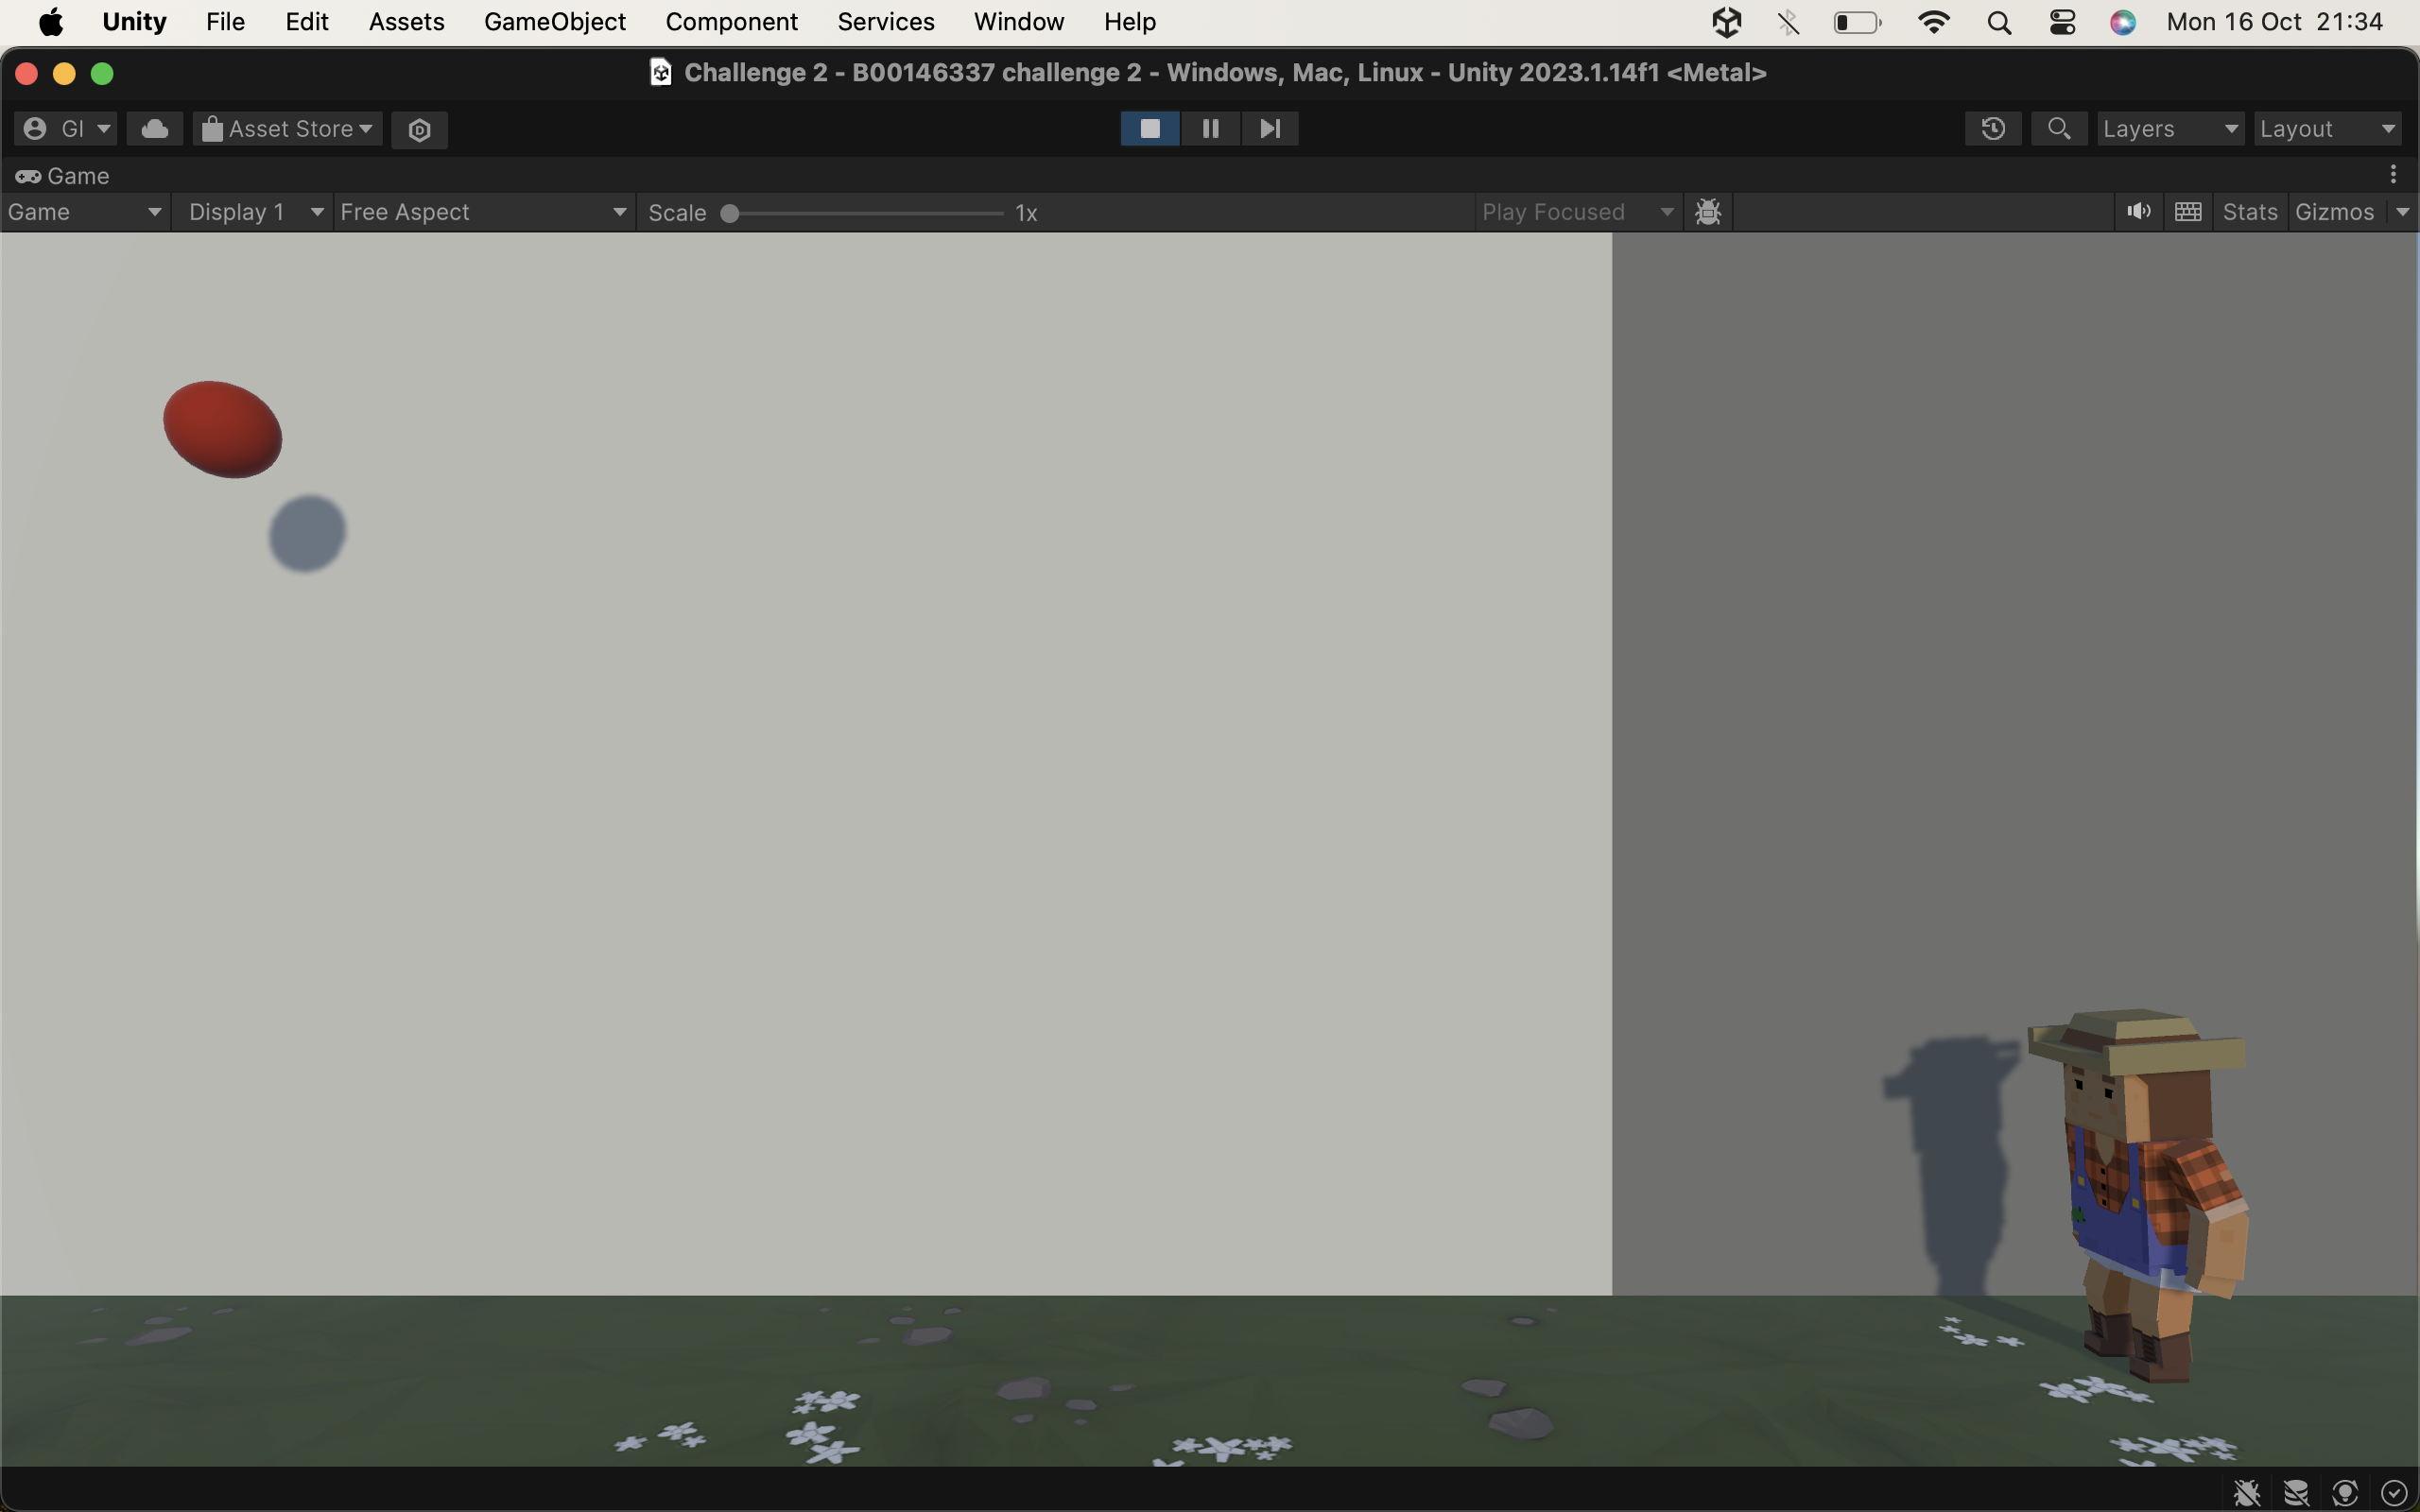 Unity File Edit Assets GameObject Component Services Window Help Mon 16 Oct 21:34
Challenge 2 - B00146337 challenge 2 - Windows, Mac, Linux - Unity 2023.1.14f1 <Metal>
GI Asset Store Layers Layout
Game
Game Display 1 Free Aspect Scale 1x Play Focused Stats Gizmos